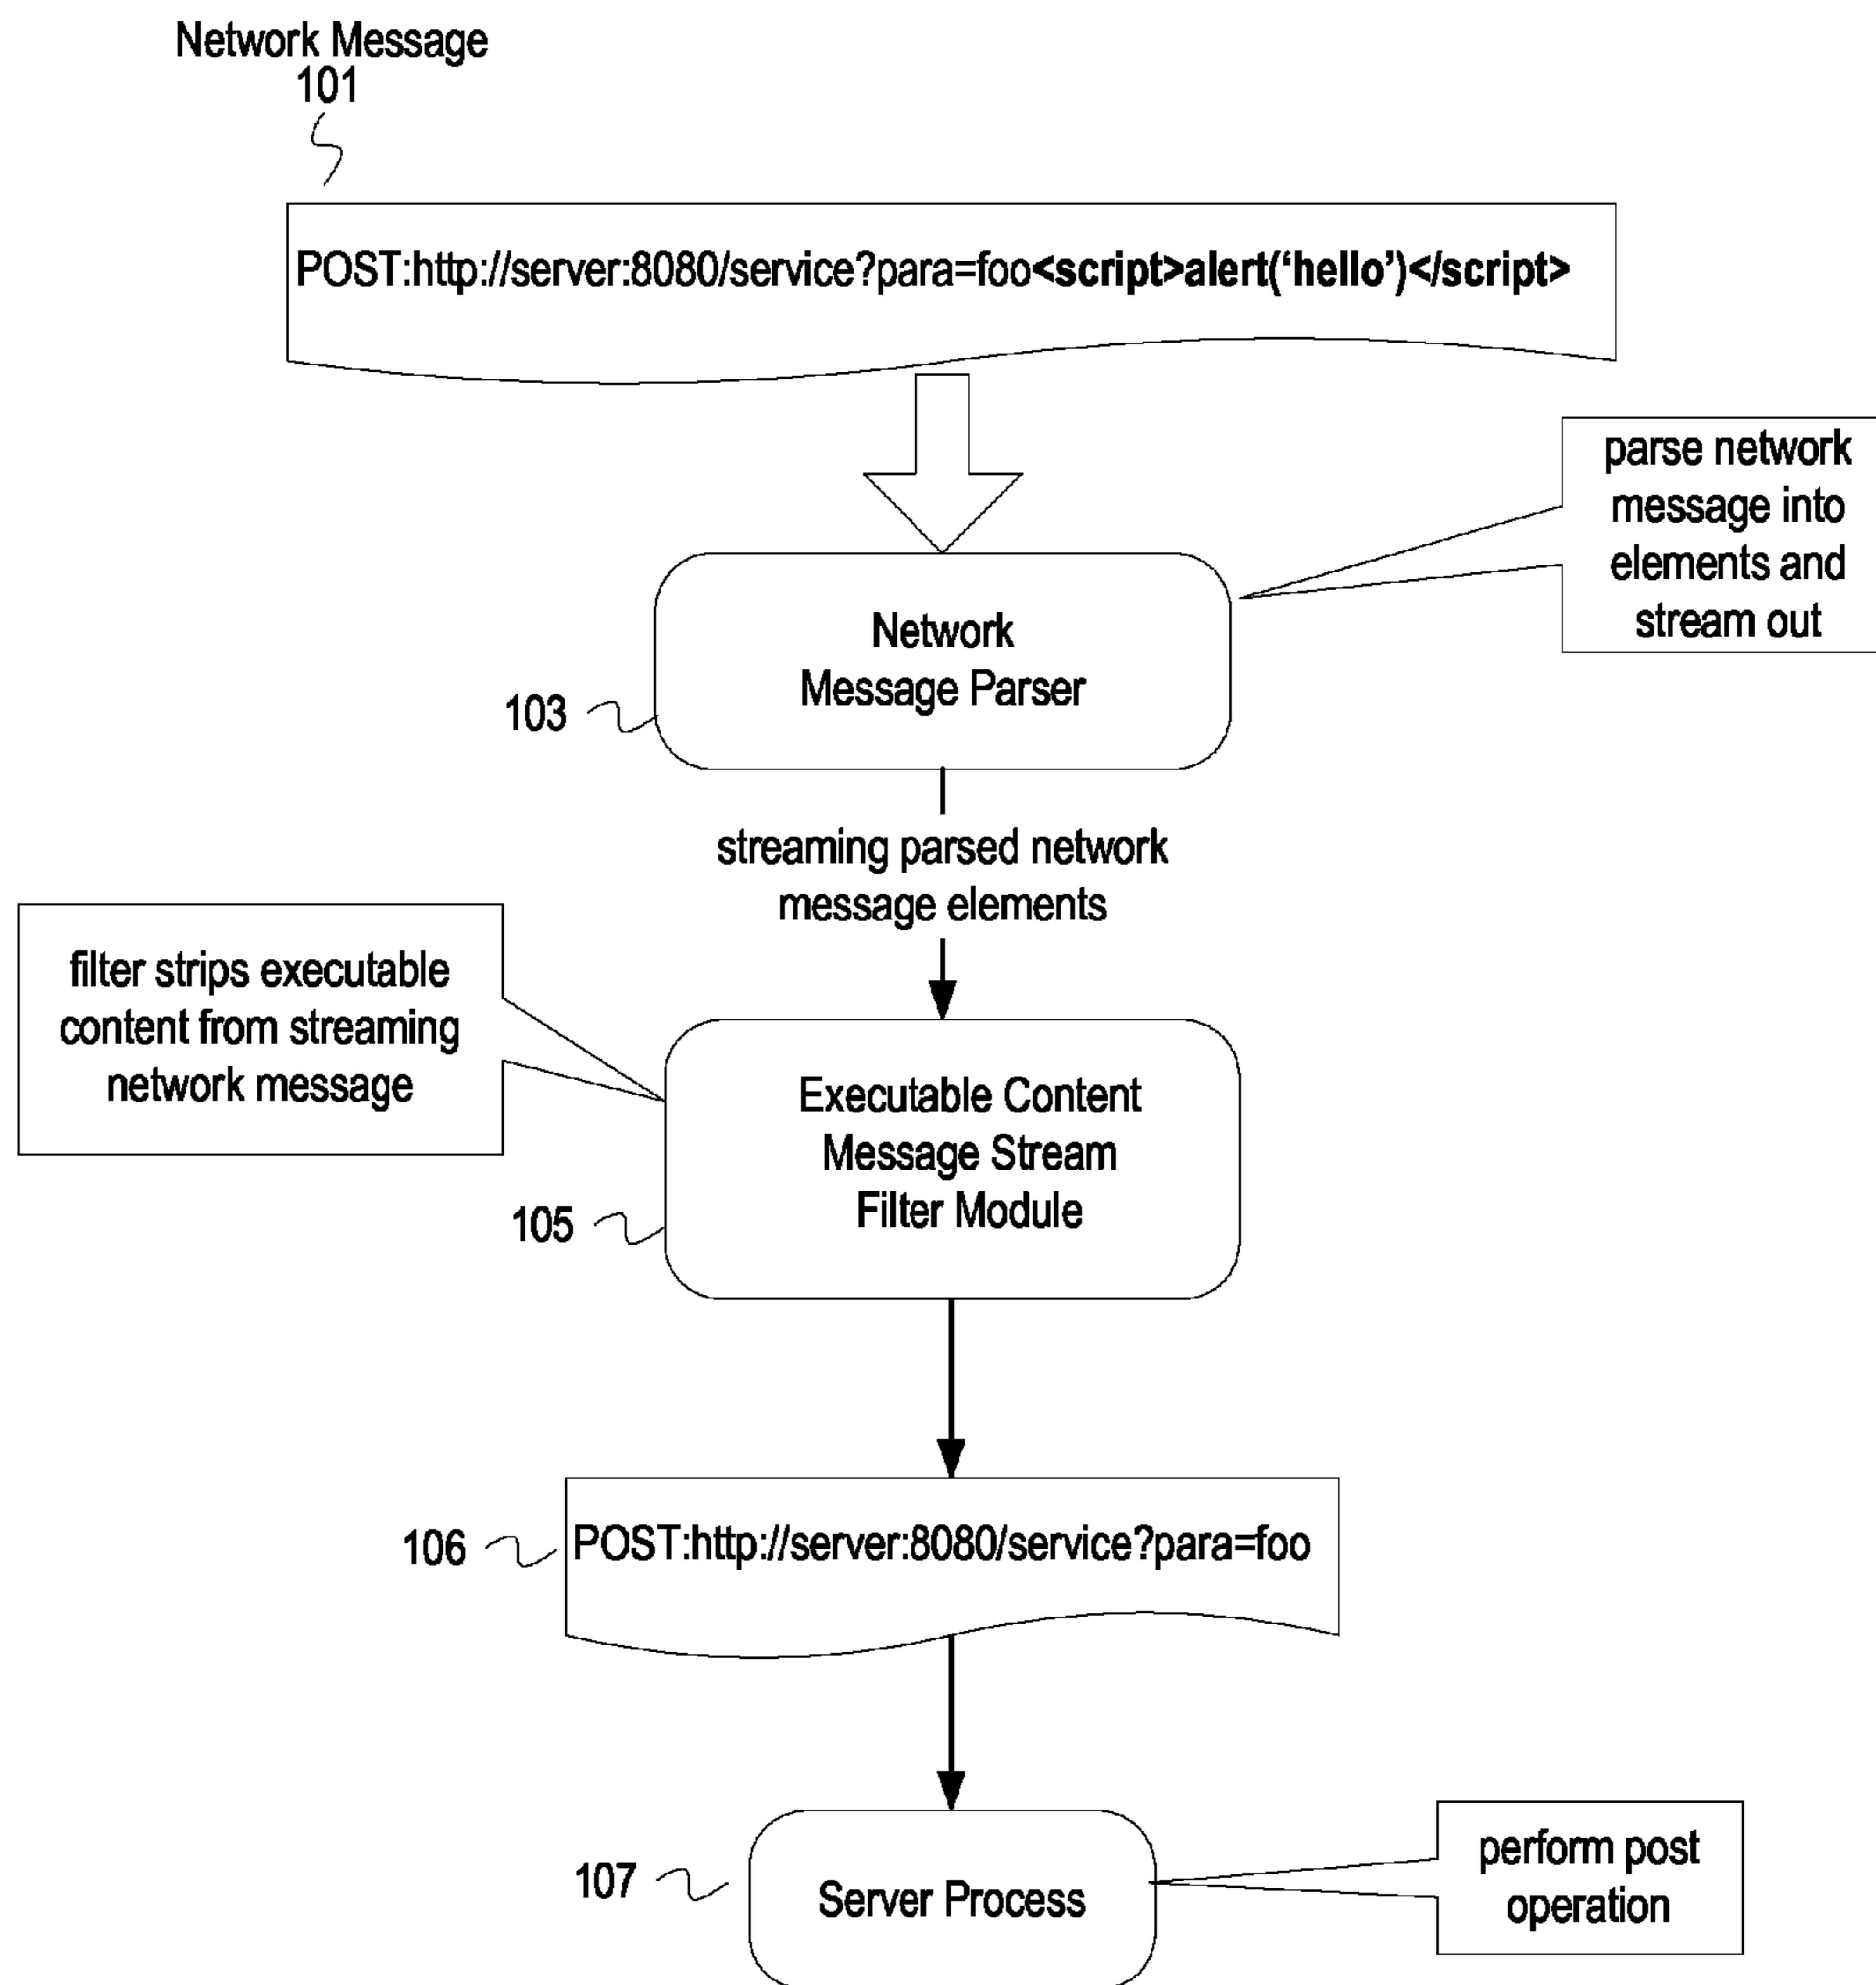 Network Message
101
POST:http://server:8080/service?para=foo<script>alert(‘hello’)</script>
parse network
message into
elements and
stream out
Network
Message Parser
103
streaming parsed network
message elements
filter strips executable
content from streaming
network message
Executable Content
Message Stream
Filter Module
105
106
POST:http://server:8080/service?para=foo
107
Server Process
perform post
operation